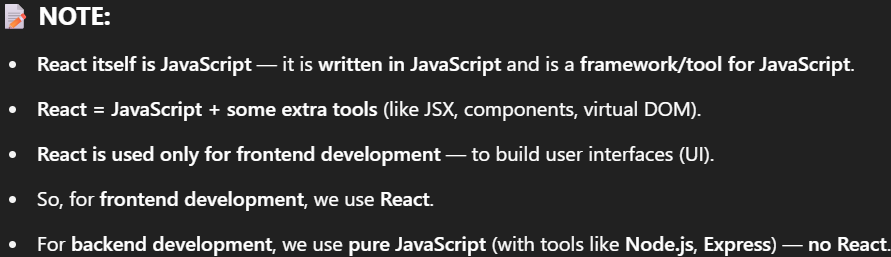 📝 NOTE:
• React itself is JavaScript — it is written in JavaScript and is a framework/tool for JavaScript.
• React = JavaScript + some extra tools (like JSX, components, virtual DOM).
• React is used only for frontend development — to build user interfaces (UI).
• So, for frontend development, we use React.
• For backend development, we use pure JavaScript (with tools like Node.js, Express) — no React.